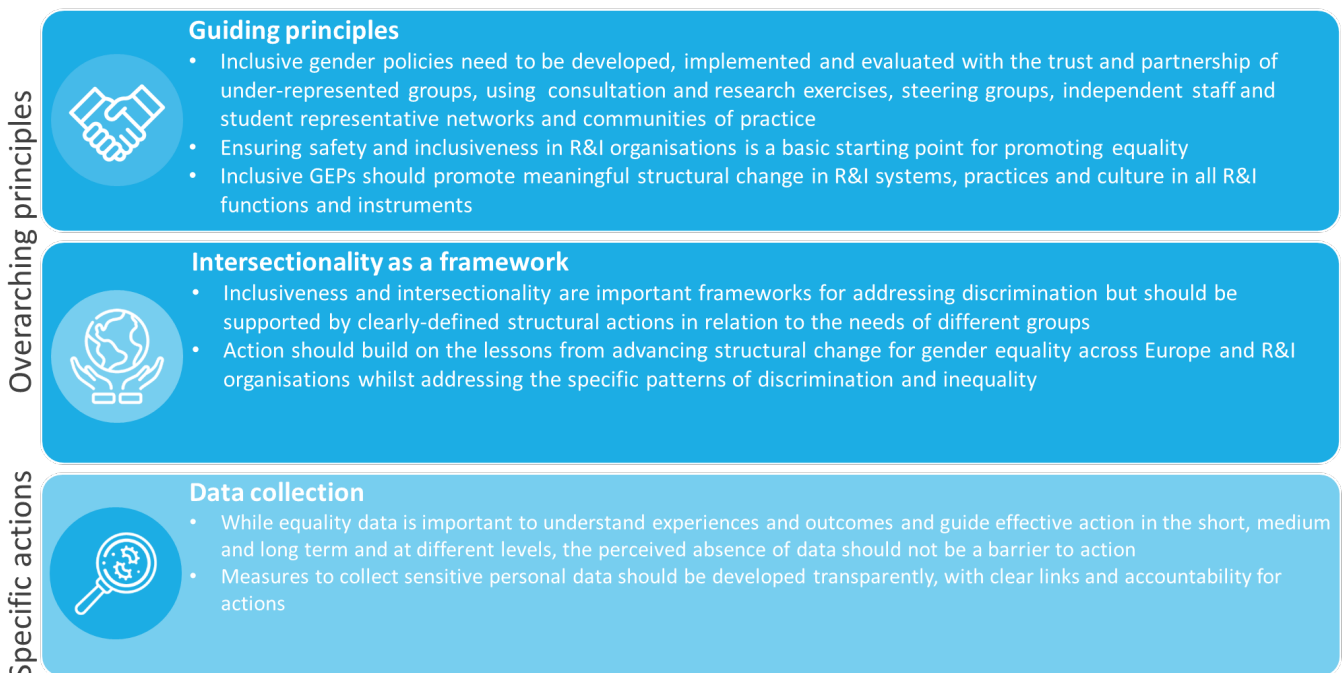 Overarching principles
Guiding principles
• Inclusive gender policies need to be developed, implemented and evaluated with the trust and partnership of
under-represented groups, using consultation and research exercises, steering groups, independent staff and
student representative networks and communities of practice
• Ensuring safety and inclusiveness in R&I organisations is a basic starting point for promoting equality
• Inclusive GEPs should promote meaningful structural change in R&I systems, practices and culture in all R&I
functions and instruments
Intersectionality as a framework
• Inclusiveness and intersectionality are important frameworks for addressing discrimination but should be
supported by clearly-defined structural actions in relation to the needs of different groups
• Action should build on the lessons from advancing structural change for gender equality across Europe and R&I
organisations whilst addressing the specific patterns of discrimination and inequality
Specific actions
Data collection
• While equality data is important to understand experiences and outcomes and guide effective action in the short, medium
and long term and at different levels, the perceived absence of data should not be a barrier to action
• Measures to collect sensitive personal data should be developed transparently, with clear links and accountability for
actions